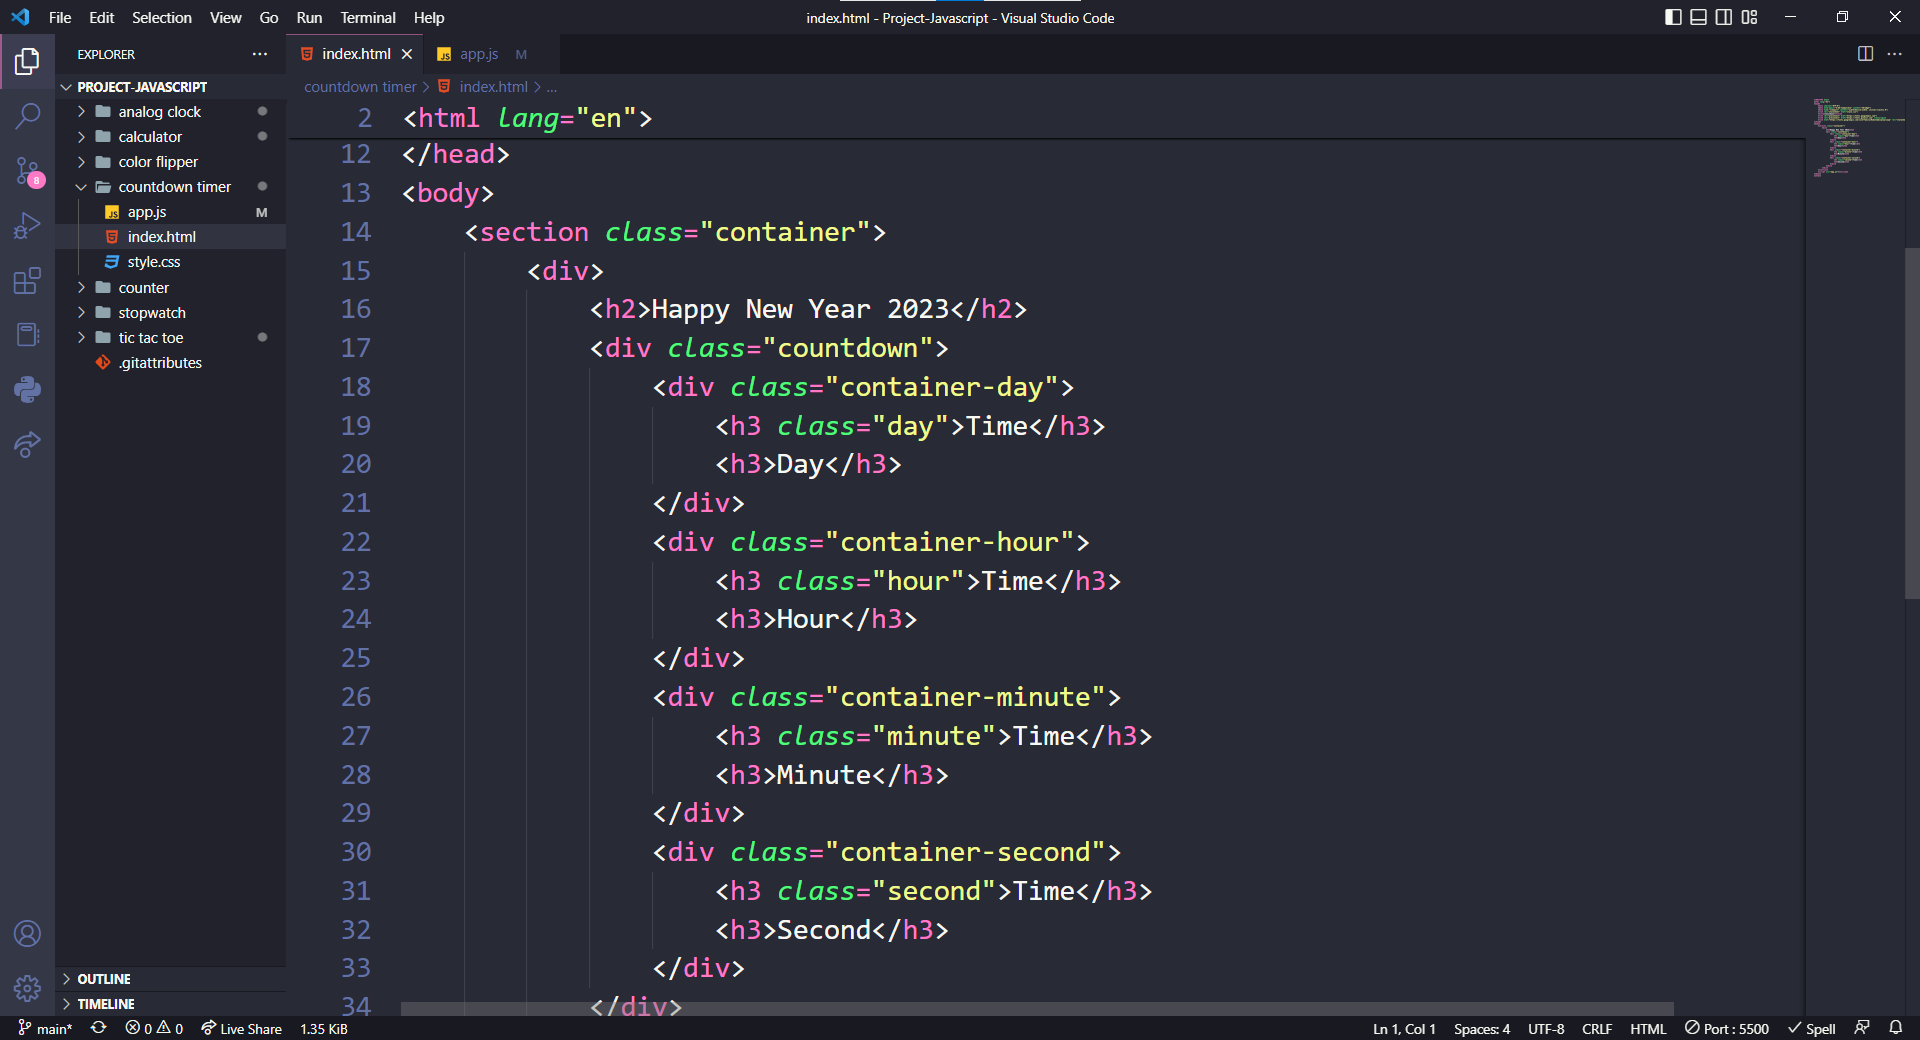 File Edit Selection View Go Run Terminal Help
index.html - Project-Javascript - Visual Studio Code
EXPLORER
PROJECT-JAVASCRIPT
analog clock
calculator
color flipper
countdown timer
JS app.js M
index.html
style.css
counter
stopwatch
tic tac toe
.gitattributes
OUTLINE
TIMELINE
8
index.html
JS app.js M
countdown timer > index.html > ...
2 <html lang="en">
12 </head>
13 <body>
14 <section class="container">
15 <div>
16 <h2>Happy New Year 2023</h2>
17 <div class="countdown">
18 <div class="container-day">
19 <h3 class="day">Time</h3>
20 <h3>Day</h3>
21 </div>
22 <div class="container-hour">
23 <h3 class="hour">Time</h3>
24 <h3>Hour</h3>
25 </div>
26 <div class="container-minute">
27 <h3 class="minute">Time</h3>
28 <h3>Minute</h3>
29 </div>
30 <div class="container-second">
31 <h3 class="second">Time</h3>
32 <h3>Second</h3>
33 </div>
34 </div>
main* 0 0 Live Share 1.35 KiB
Ln 1, Col 1 Spaces: 4 UTF-8 CRLF HTML Port : 5500 Spell